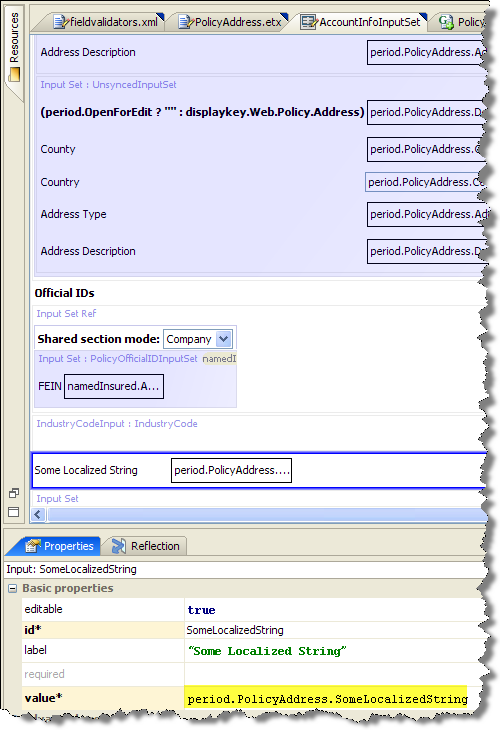 Resources
fieldvalidators.xml PolicyAddress.etx AccountInfoInputSet Policy
Address Description period.PolicyAddress.Ad
Input Set : UnsyncedInputSet
(period.OpenForEdit ? "" : displaykey.Web.Policy.Address) period.PolicyAddress.D
County period.PolicyAddress.C
Country period.PolicyAddress.Co
Address Type period.PolicyAddress.Ad
Address Description period.PolicyAddress.D
Official IDs
Input Set Ref
Shared section mode: Company
Input Set : PolicyOfficialIDInputSet namedI
FEIN namedInsured.A...
IndustryCodeInput : IndustryCode
Some Localized String period.PolicyAddress....
Input Set
Properties Reflection
Input: SomeLocalizedString
Basic properties
editable true
id* SomeLocalizedString
label "Some Localized String"
required
value* period.PolicyAddress.SomeLocalizedString